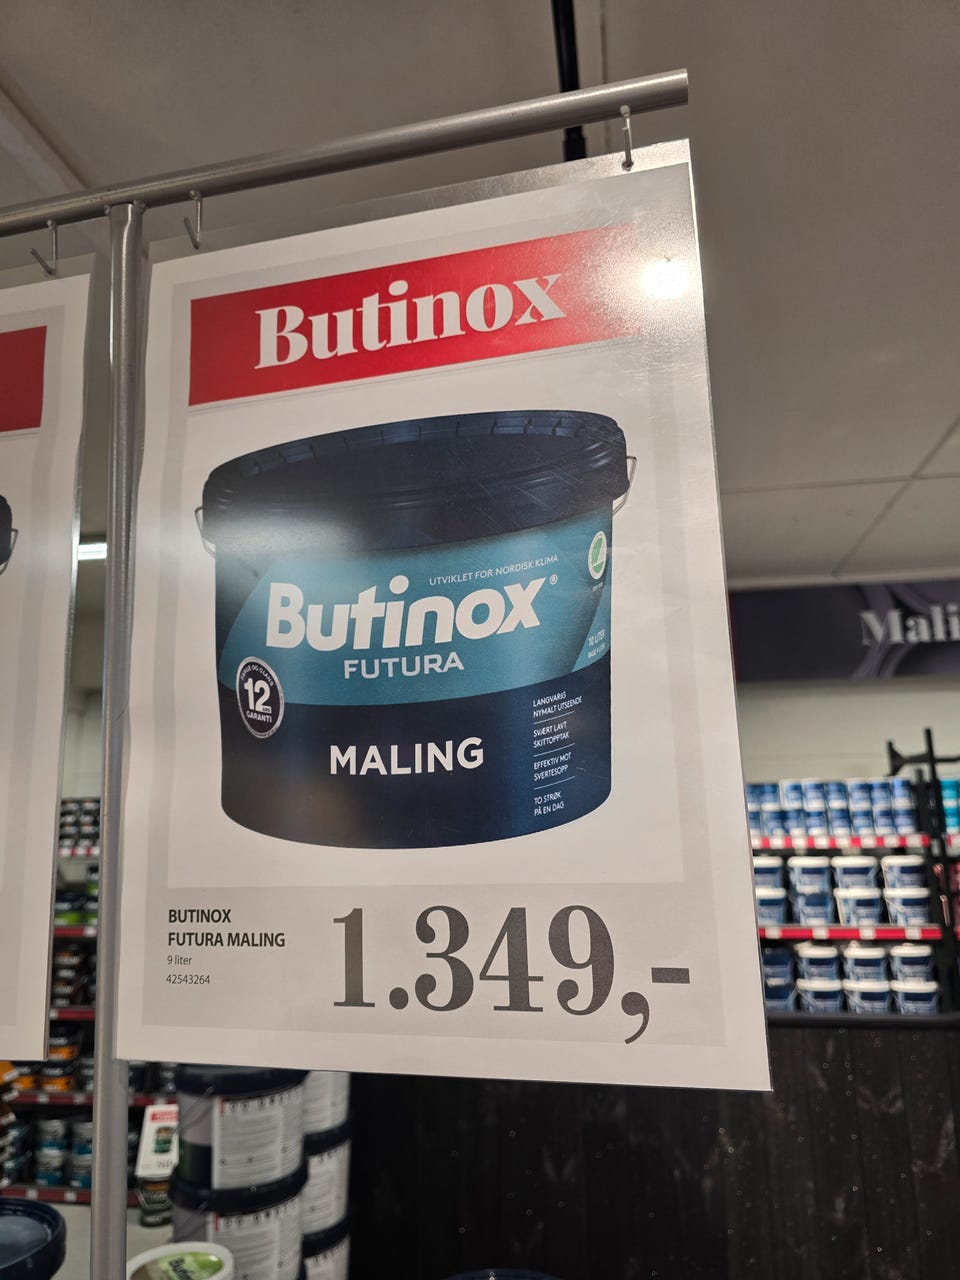 Butinox
UTVIKLET FOR NORDISK KLIMA
Butinox®
FUTURA
12
ÅRS
GARANTI
MALING
10 LITER
LANGVARIG
NYMALT UTSEENDE
SVÆRT LAVT
SKITTOPPTAK
EFFEKTIV MOT
SVERTESOPP
TO STRØK
PÅ EN DAG
BUTINOX
FUTURA MALING
9 liter
42543264
1.349,-
Mali